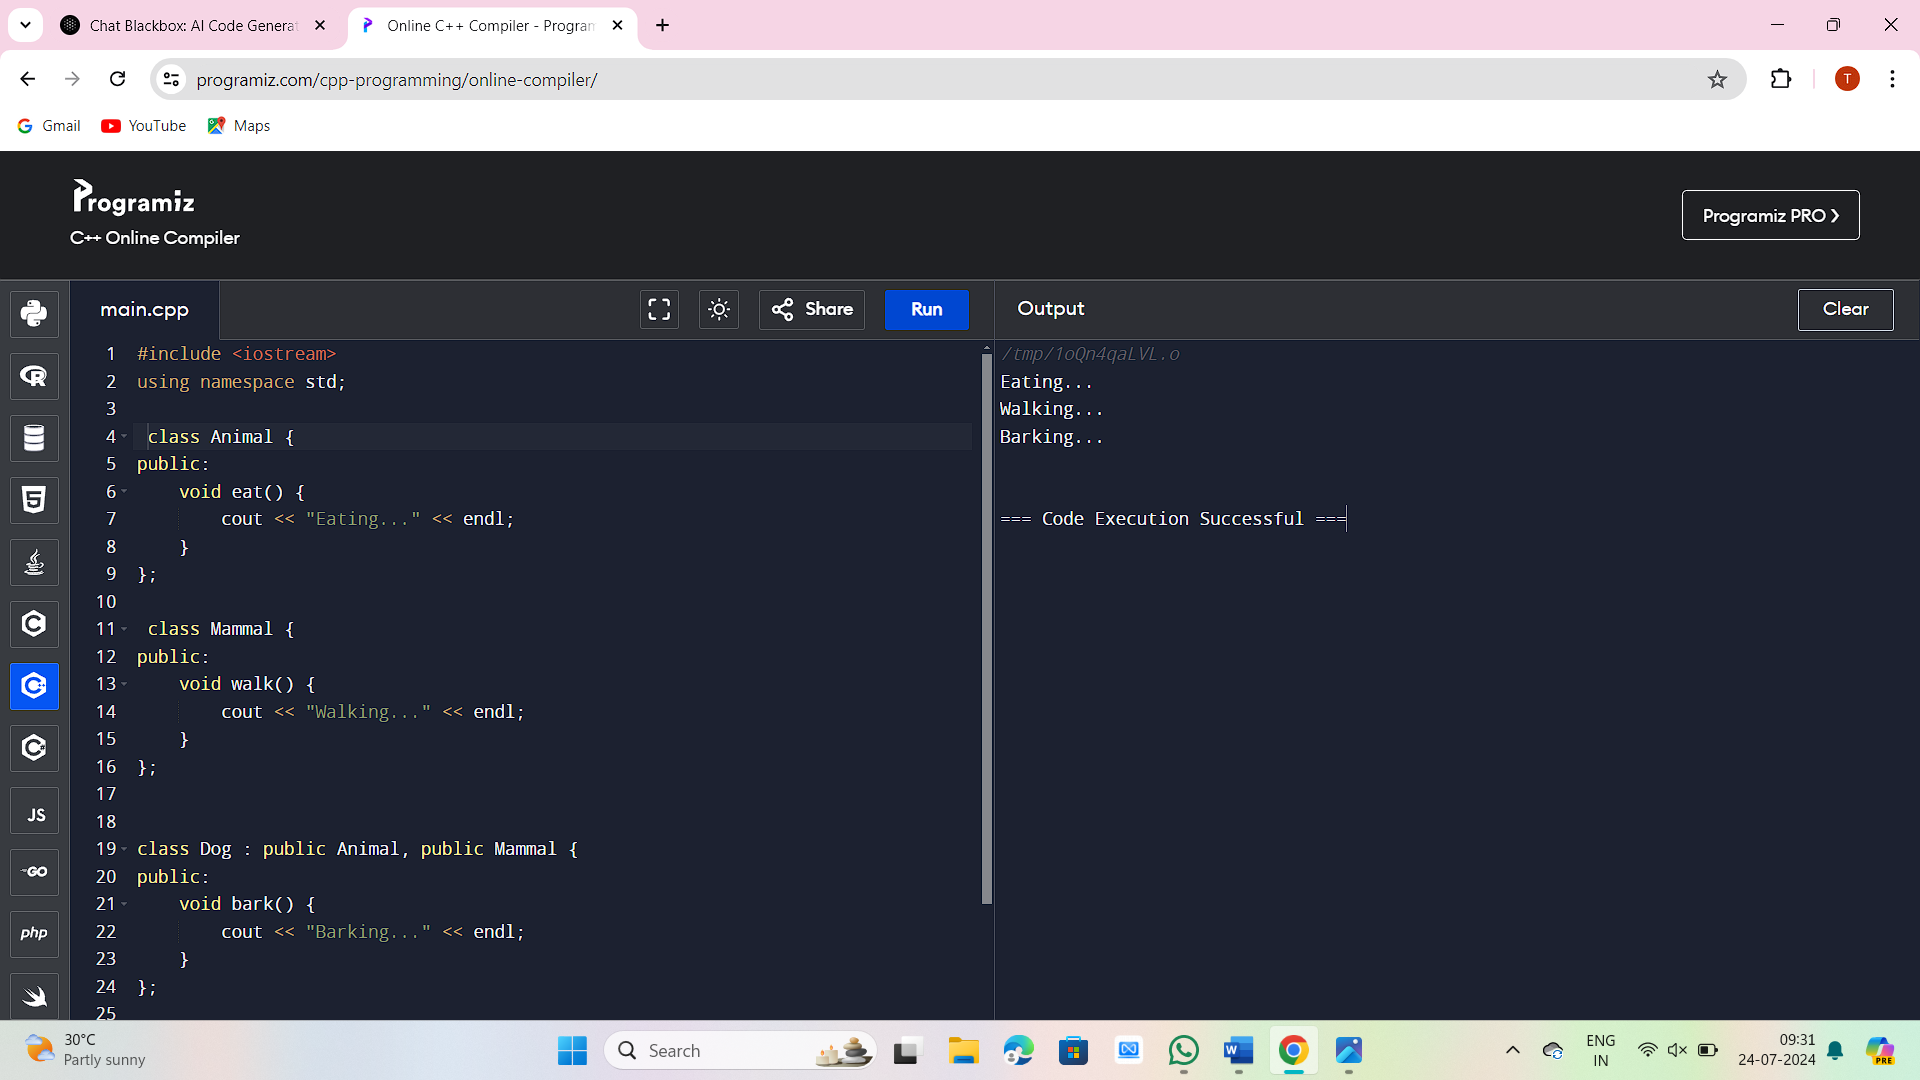 Chat Blackbox: AI Code Generat
Online C++ Compiler - Program
programiz.com/cpp-programming/online-compiler/
T
Gmail
YouTube
Maps
Programiz
C++ Online Compiler
Programiz PRO ❯
main.cpp
Share
Run
Output
Clear
1 #include <iostream>
2 using namespace std;
3
4 class Animal {
5 public:
6 void eat() {
7 cout << "Eating..." << endl;
8 }
9 };
10
11 class Mammal {
12 public:
13 void walk() {
14 cout << "Walking..." << endl;
15 }
16 };
17
18
19 class Dog : public Animal, public Mammal {
20 public:
21 void bark() {
22 cout << "Barking..." << endl;
23 }
24 };
25
/tmp/1oQn4qaLVL.o
Eating...
Walking...
Barking...
=== Code Execution Successful ===
5
C
C
C
JS
GO
php
30°C
Partly sunny
Search
W
ENG
IN
09:31
24-07-2024
PRE